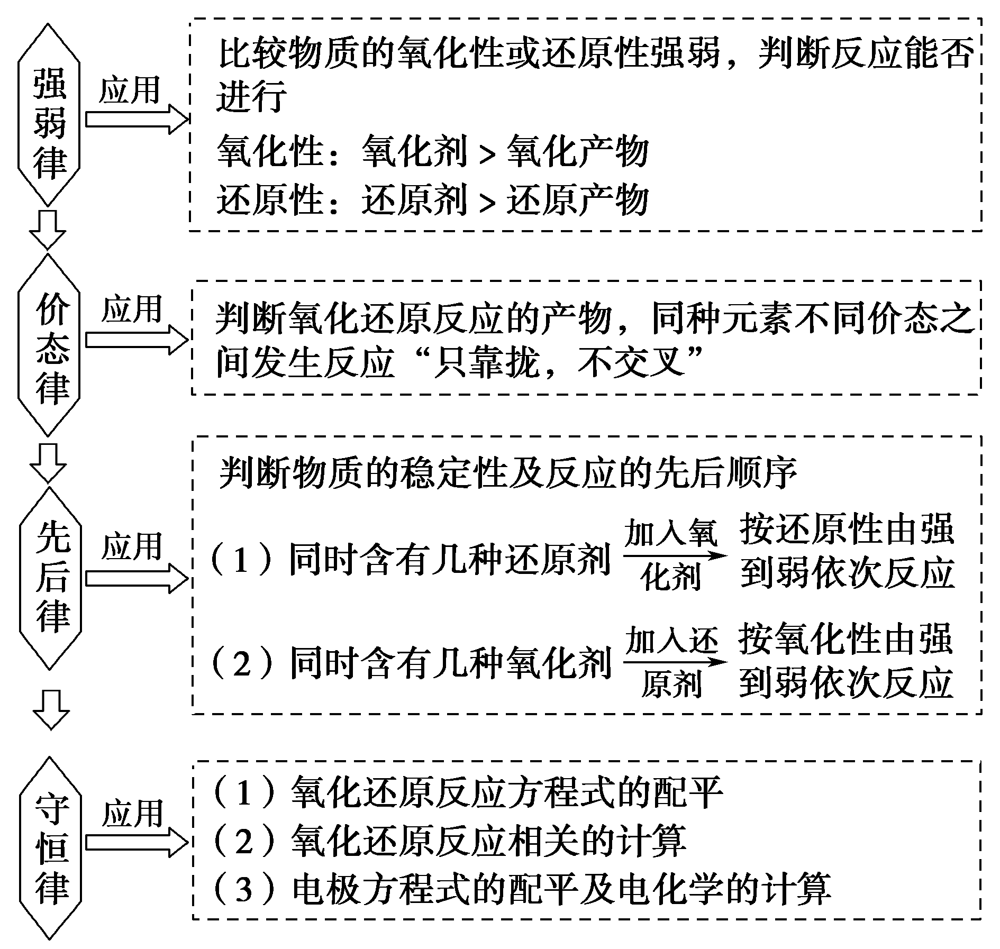 强弱律
应用
比较物质的氧化性或还原性强弱，判断反应能否
进行
氧化性：氧化剂＞氧化产物
还原性：还原剂＞还原产物
价态律
应用
判断氧化还原反应的产物，同种元素不同价态之
间发生反应“只靠拢，不交叉”
先后律
应用
判断物质的稳定性及反应的先后顺序
（1）同时含有几种还原剂
加入氧
化剂
按还原性由强
到弱依次反应
（2）同时含有几种氧化剂
加入还
原剂
按氧化性由强
到弱依次反应
守恒律
应用
（1）氧化还原反应方程式的配平
（2）氧化还原反应相关的计算
（3）电极方程式的配平及电化学的计算